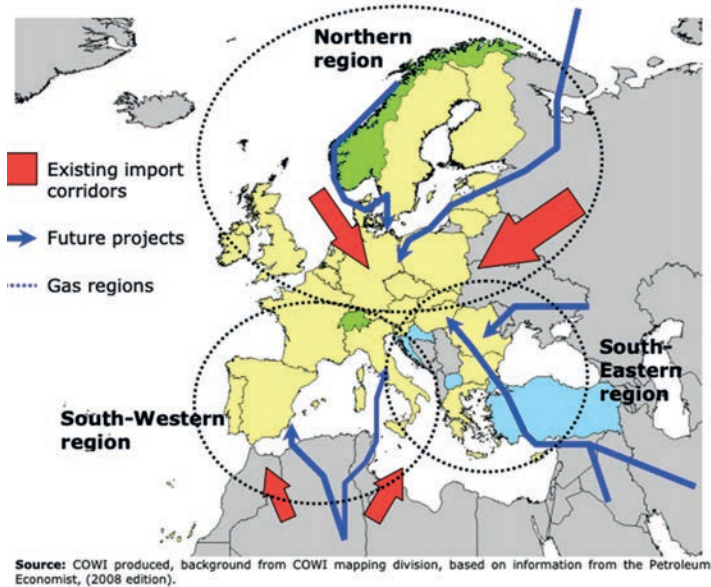 Northern
region
Existing import
corridors
Future projects
Gas regions
South-
Eastern
region
South-Western
region
Source: COWI produced, background from COWI mapping division, based on information from the Petroleum
Economist, (2008 edition).